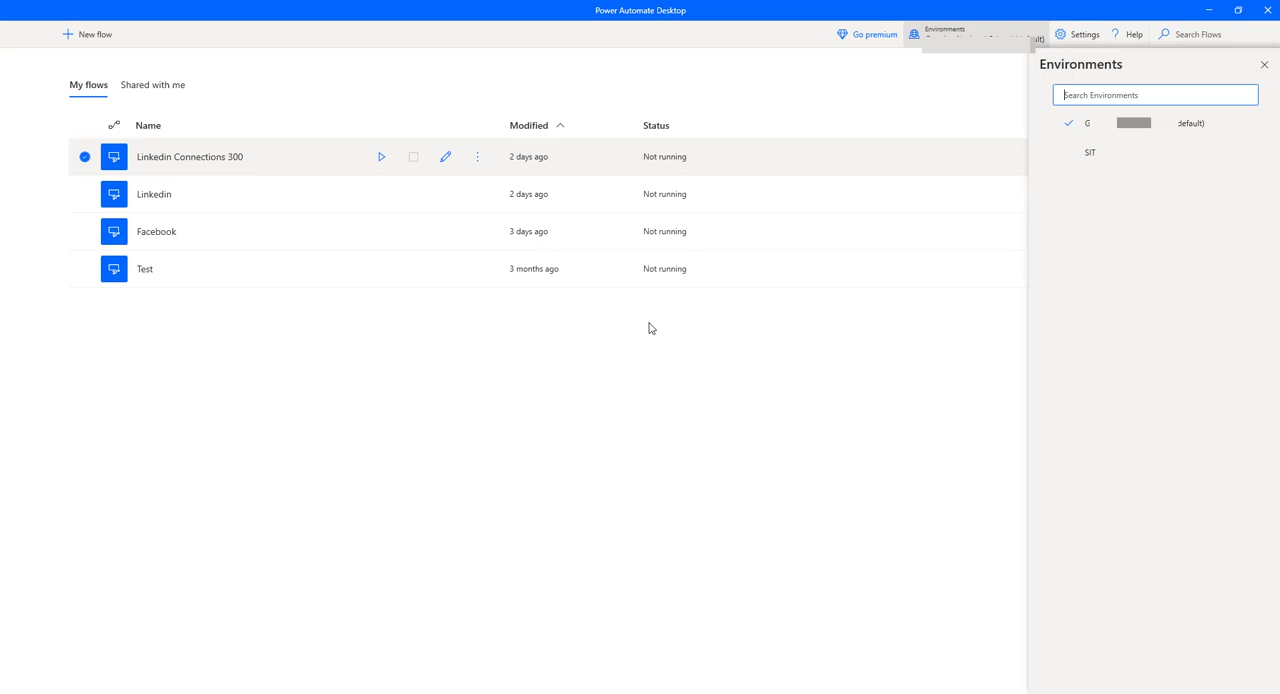 Power Automate Desktop
New flow
Go premium
Environments
Settings
Help
Search Flows
Environments
Search Environments
G default)
SIT
My flows
Shared with me
Name Modified Status
Linkedin Connections 300 2 days ago Not running
Linkedin 2 days ago Not running
Facebook 3 days ago Not running
Test 3 months ago Not running